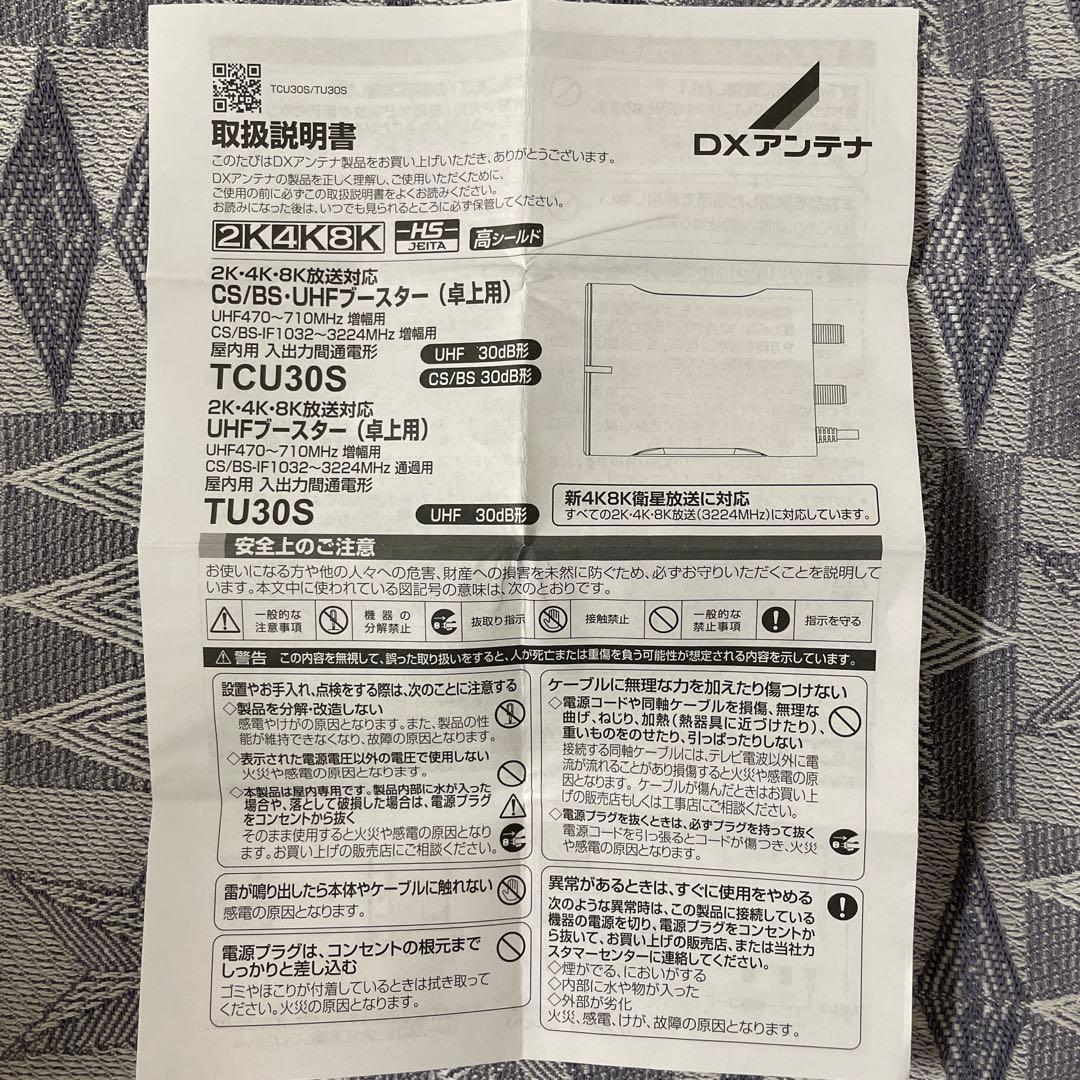 TCU30S/TU30S
取扱説明書
DXアンテナ
このたびはDXアンテナ製品をお買い上げいただき、ありがとうございます。
DXアンテナの製品を正しく理解し、ご使用いただくために、
ご使用の前に必ずこの取扱説明書をよくお読みください。
お読みになった後は、いつでも見られるところに必ず保管してください。
2K4K8K
HS
JEITA
高シールド
2K・4K・8K放送対応
CS/BS・UHFブースター（卓上用）
UHF470～710MHz 増幅用
CS/BS-IF1032～3224MHz 増幅用
屋内用 入出力間通電形
UHF 30dB形
TCU30S
CS/BS 30dB形
2K・4K・8K放送対応
UHFブースター（卓上用）
UHF470～710MHz 増幅用
CS/BS-IF1032～3224MHz 通過用
屋内用 入出力間通電形
TU30S
UHF 30dB形
新4K8K衛星放送に対応
すべての2K・4K・8K放送(3224MHz)に対応しています。
安全上のご注意
お使いになる方や他の人々への危害、財産への損害を未然に防ぐため、必ずお守りいただくことを説明して
います。本文中に使われている図記号の意味は、次のとおりです。
一般的な
注意事項
機器の
分解禁止
抜取り指示
接触禁止
一般的な
禁止事項
指示を守る
警告 この内容を無視して、誤った取り扱いをすると、人が死亡または重傷を負う可能性が想定される内容を示しています。
設置やお手入れ、点検をする際は、次のことに注意する
◇製品を分解・改造しない
感電やけがの原因となります。また、製品の性
能が維持できなくなり、故障の原因となります。
◇表示された電源電圧以外の電圧で使用しない
火災や感電の原因となります。
◇本製品は屋内専用です。製品内部に水が入った
場合や、落として破損した場合は、電源プラグ
をコンセントから抜く
そのまま使用すると火災や感電の原因となり
ます。お買い上げの販売店にご相談ください。
雷が鳴り出したら本体やケーブルに触れない
感電の原因となります。
電源プラグは、コンセントの根元まで
しっかりと差し込む
ゴミやほこりが付着しているときは拭き取って
ください。火災の原因となります。
ケーブルに無理な力を加えたり傷つけない
◇電源コードや同軸ケーブルを損傷、無理な
曲げ、ねじり、加熱(熱器具に近づけたり)、
重いものをのせたり、引っぱったりしない
接続する同軸ケーブルには、テレビ電波以外に電
流が流れることがあり損傷すると火災や感電の原
因となります。ケーブルが傷んだときはお買い上
げの販売店もしくは工事店にご相談ください。
◇電源プラグを抜くときは、必ずプラグを持って抜く
電源コードを引っ張るとコードが傷つき、火災
や感電の原因となります。
異常があるときは、すぐに使用をやめる
次のような異常時は、この製品に接続している
機器の電源を切り、電源プラグをコンセントか
ら抜いて、お買い上げの販売店、または当社カ
スタマーセンターに連絡してください。
◇煙がでる、においがする
◇内部に水や物が入った
◇外部が劣化
火災、感電、けが、故障の原因となります。